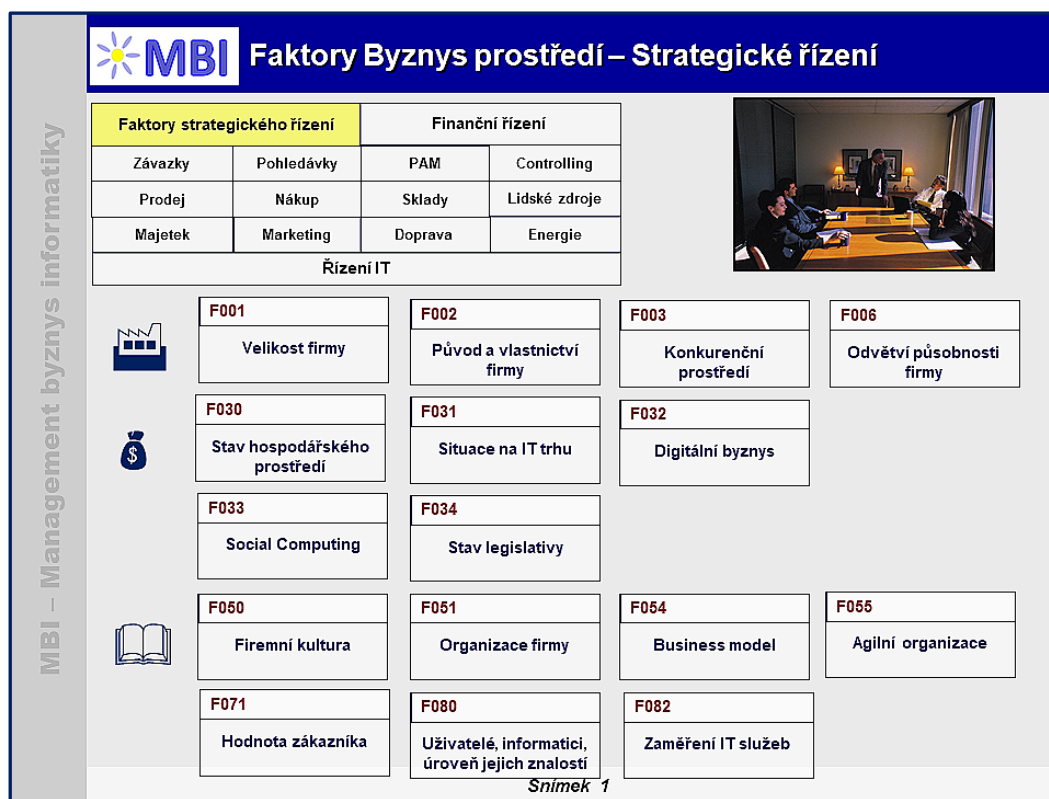 MBI
Faktory Byznys prostředí – Strategické řízení
MBI – Management byznys informatiky
Faktory strategického řízení
Finanční řízení
Závazky
Pohledávky
PAM
Controlling
Prodej
Nákup
Sklady
Lidské zdroje
Majetek
Marketing
Doprava
Energie
Řízení IT
F001
Velikost firmy
F002
Původ a vlastnictví
firmy
F003
Konkurenční
prostředí
F006
Odvětví působnosti
firmy
$
F030
Stav hospodářského
prostředí
F031
Situace na IT trhu
F032
Digitální byznys
F033
Social Computing
F034
Stav legislativy
F050
Firemní kultura
F051
Organizace firmy
F054
Business model
F055
Agilní organizace
F071
Hodnota zákazníka
F080
Uživatelé, informatici,
úroveň jejich znalostí
F082
Zaměření IT služeb
Snímek 1